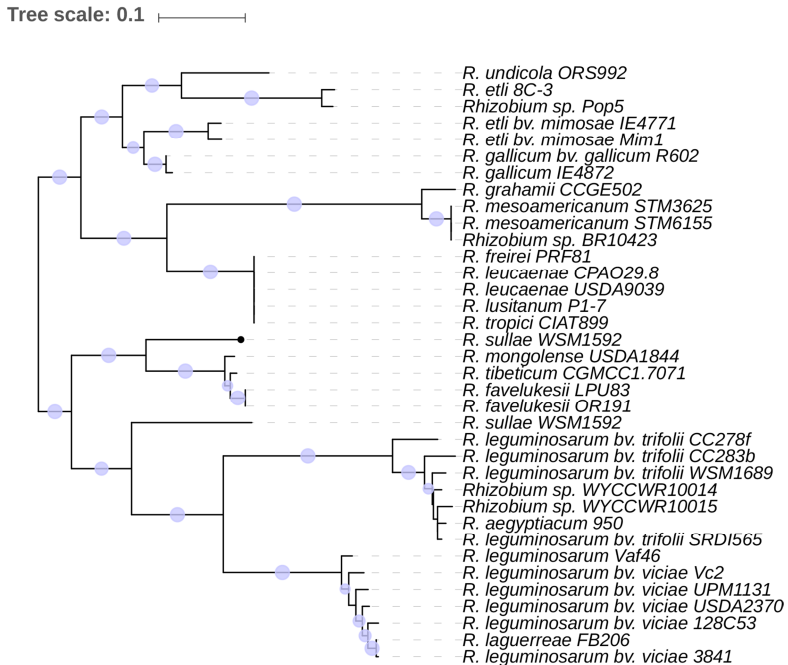 Tree scale: 0.1
R. undicola ORS992
R. etli 8C-3
Rhizobium sp. Pop5
R. etli bv. mimosae IE4771
R. etli bv. mimosae Mim1
R. gallicum bv. gallicum R602
R. gallicum IE4872
R. grahamii CCGE502
R. mesoamericanum STM3625
R. mesoamericanum STM6155
Rhizobium sp. BR10423
R. freirei PRF81
R. leucaenae CPAO29.8
R. leucaenae USDA9039
R. lusitanum P1-7
R. tropici CIAT899
R. sullae WSM1592
R. mongolense USDA1844
R. tibeticum CGMCC1.7071
R. favelukesii LPU83
R. favelukesii OR191
R. sullae WSM1592
R. leguminosarum bv. trifolii CC278f
R. leguminosarum bv. trifolii CC283b
R. leguminosarum bv. trifolii WSM1689
Rhizobium sp. WYCCWR10014
Rhizobium sp. WYCCWR10015
R. aegyptiacum 950
R. leguminosarum bv. trifolii SRDI565
R. leguminosarum Vaf46
R. leguminosarum bv. viciae Vc2
R. leguminosarum bv. viciae UPM1131
R. leguminosarum bv. viciae USDA2370
R. leguminosarum bv. viciae 128C53
R. laguerreae FB206
R. leguminosarum bv. viciae 3841